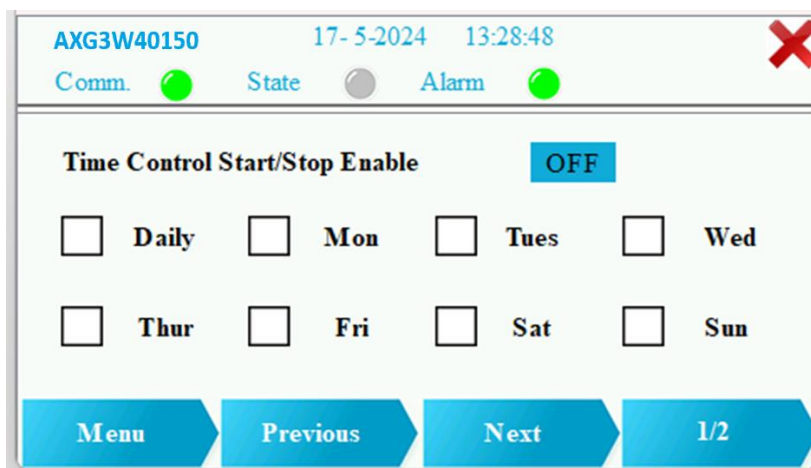 AXG3W40150 17- 5-2024 13:28:48
Comm. State Alarm
Time Control Start/Stop Enable OFF
Daily Mon Tues Wed
Thur Fri Sat Sun
Menu Previous Next 1/2